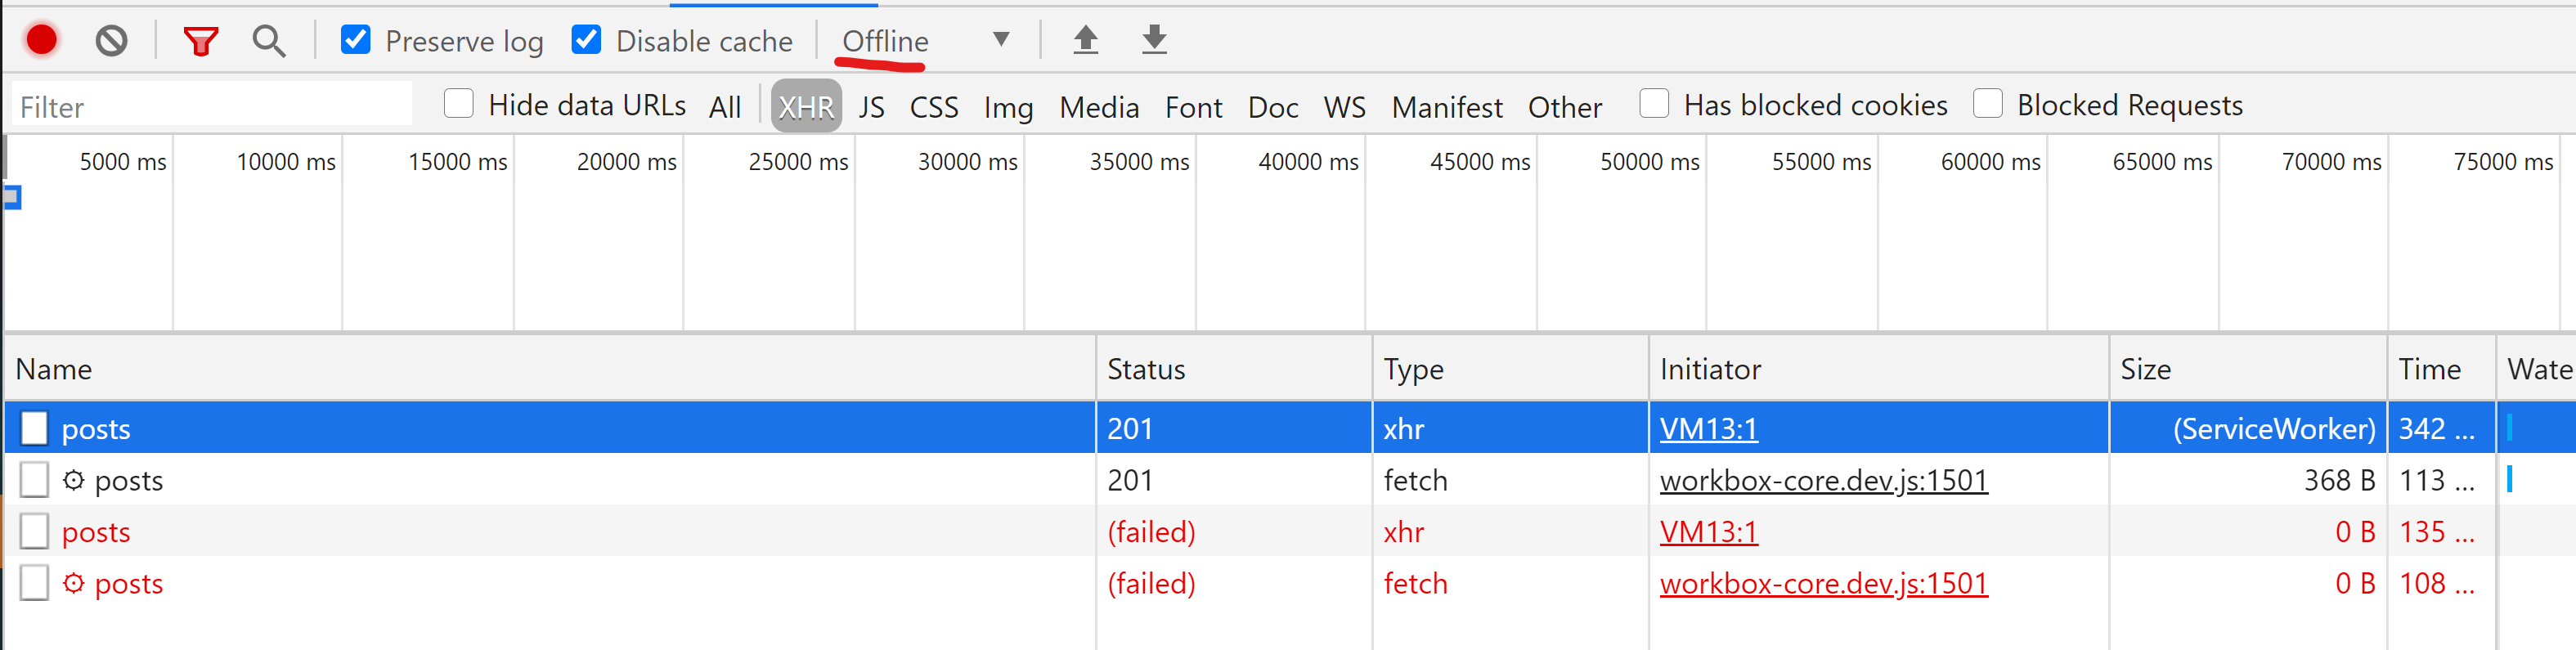 Preserve log Disable cache Offline
Filter Hide data URLs All XHR JS CSS Img Media Font Doc WS Manifest Other Has blocked cookies Blocked Requests
5000 ms 10000 ms 15000 ms 20000 ms 25000 ms 30000 ms 35000 ms 40000 ms 45000 ms 50000 ms 55000 ms 60000 ms 65000 ms 70000 ms 75000 ms
Name Status Type Initiator Size Time Wate
posts 201 xhr VM13:1 (ServiceWorker) 342 ...
posts 201 fetch workbox-core.dev.js:1501 368 B 113 ...
posts (failed) xhr VM13:1 0 B 135 ...
posts (failed) fetch workbox-core.dev.js:1501 0 B 108 ...